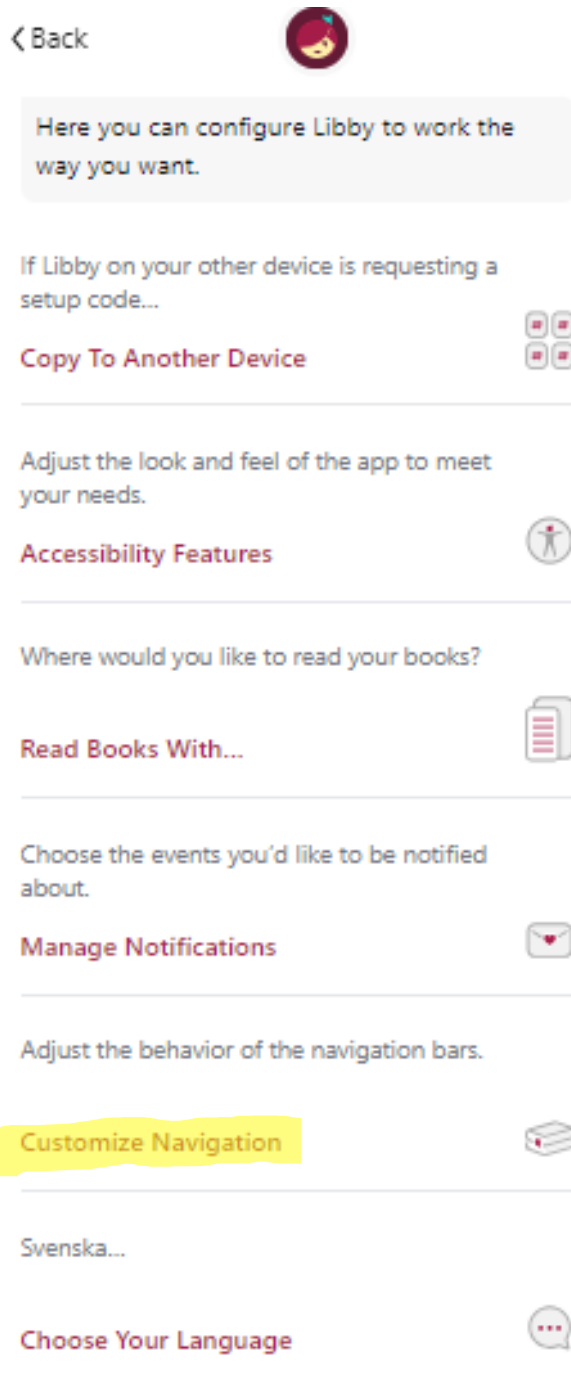 Back
Here you can configure Libby to work the
way you want.
If Libby on your other device is requesting a
setup code...
Copy To Another Device
Adjust the look and feel of the app to meet
your needs.
Accessibility Features
Where would you like to read your books?
Read Books With...
Choose the events you'd like to be notified
about.
Manage Notifications
Adjust the behavior of the navigation bars.
Customize Navigation
Svenska...
Choose Your Language